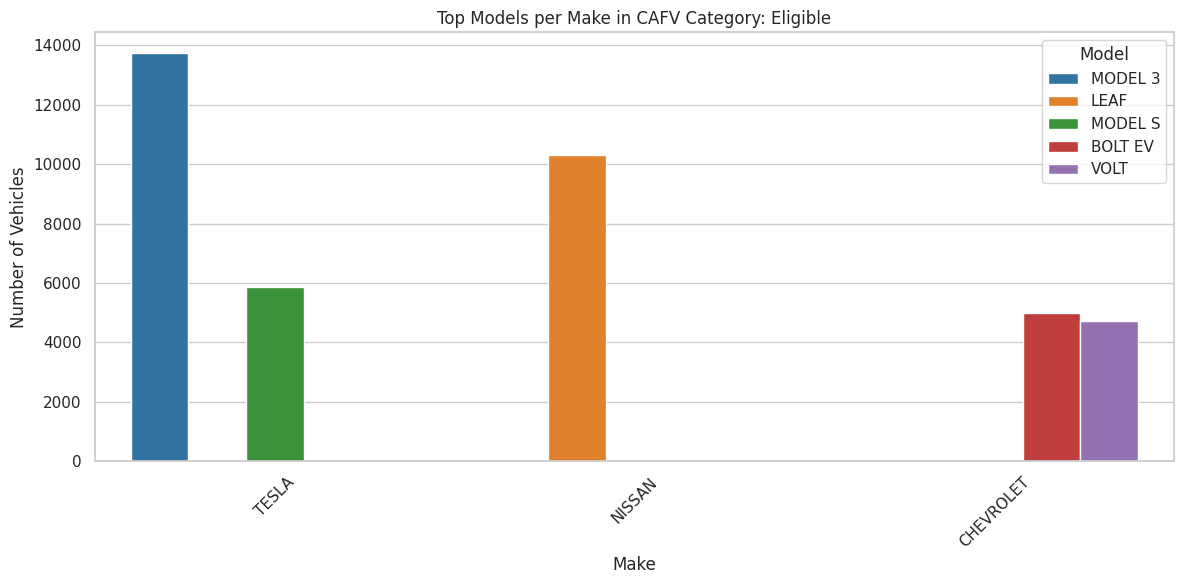 Top Models per Make in CAFV Category: Eligible
Number of Vehicles
14000
12000
10000
8000
6000
4000
2000
0
Model
MODEL 3
LEAF
MODEL S
BOLT EV
VOLT
TESLA
NISSAN
CHEVROLET
Make